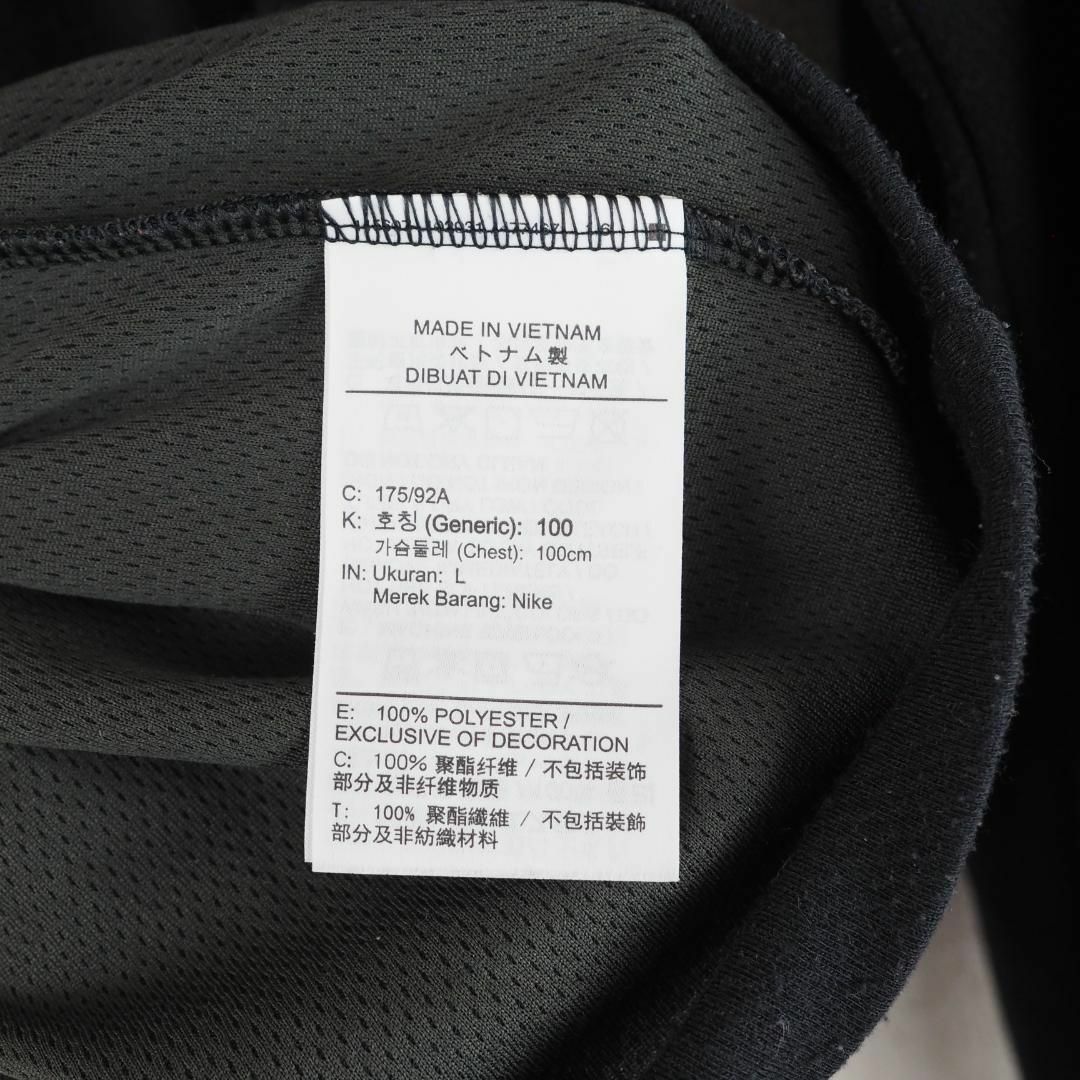 MADE IN VIETNAM
ベトナム製
DIBUAT DI VIETNAM
C: 175/92A
K: 호칭 (Generic): 100
가슴둘레 (Chest): 100cm
IN: Ukuran: L
Merek Barang: Nike
E: 100% POLYESTER /
EXCLUSIVE OF DECORATION
C: 100% 聚酯纤维 / 不包括装饰
部分及非纤维物质
T: 100% 聚酯纖維 / 不包括裝飾
部分及非紡織材料